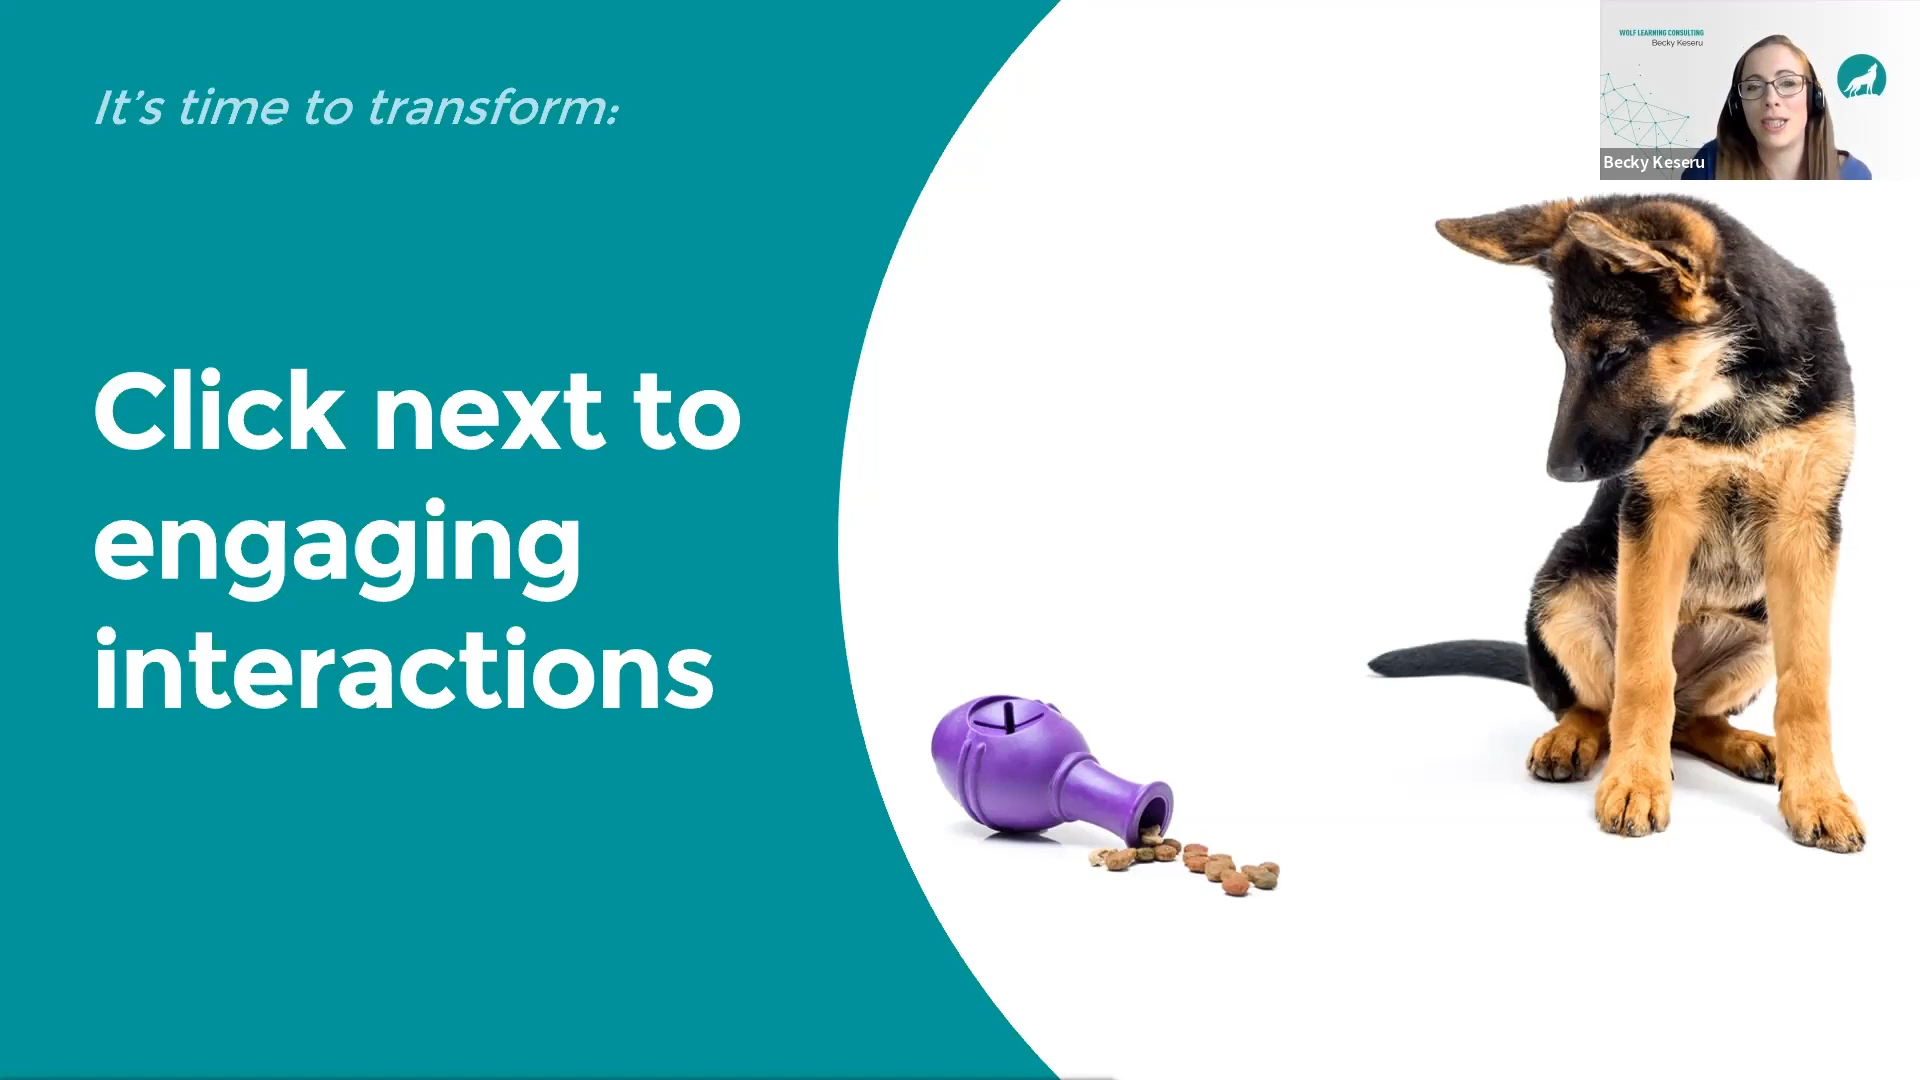 It's time to transform:
Click next to
engaging
interactions
WOLF LEARNING CONSULTING
Becky Keseru
Becky Keseru